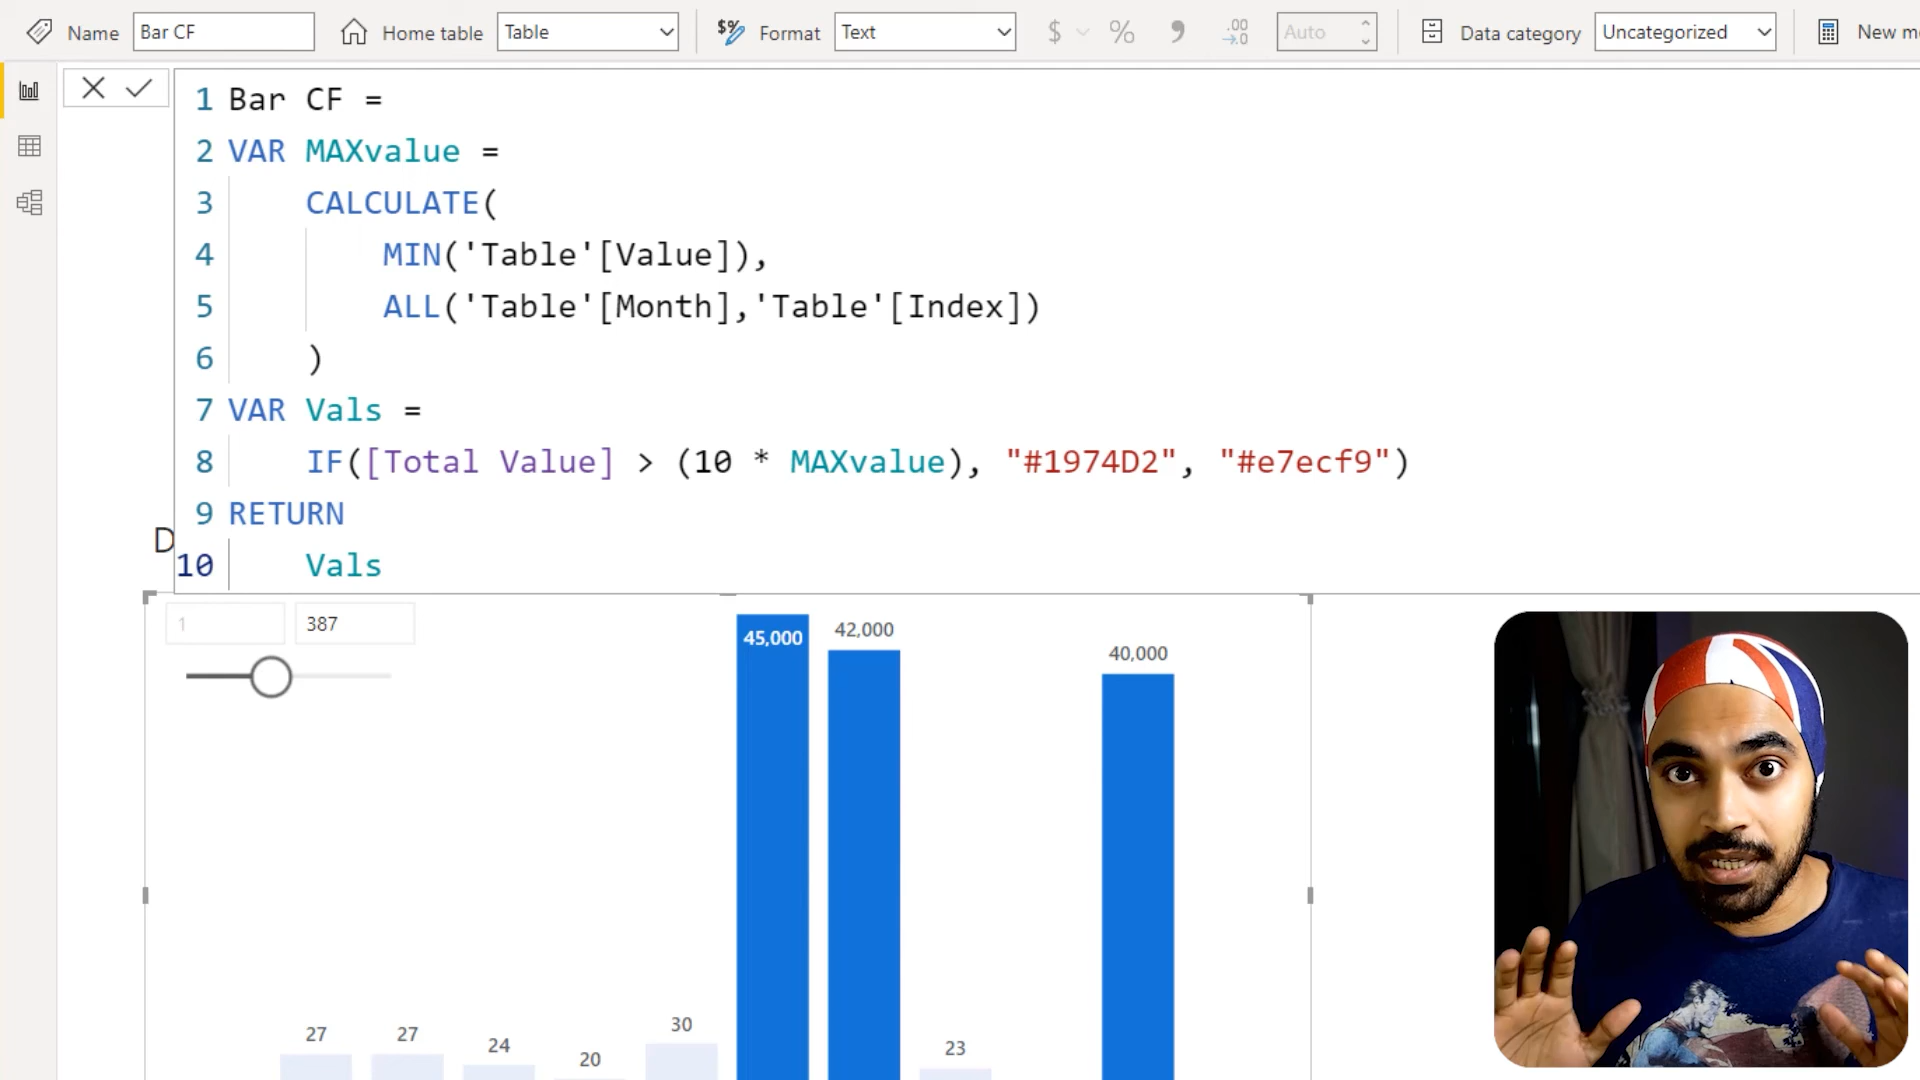 Name Bar CF Home table Table Format Text $ % .00 →.0 Auto Data category Uncategorized New m
1 Bar CF =
2 VAR MAXvalue =
3 CALCULATE(
4 MIN('Table'[Value]),
5 ALL('Table'[Month],'Table'[Index])
6 )
7 VAR Vals =
8 IF([Total Value] > (10 * MAXvalue), "#1974D2", "#e7ecf9")
9 RETURN
D
10 Vals
1 387
45,000 42,000 40,000
27 27 24 20 30 23